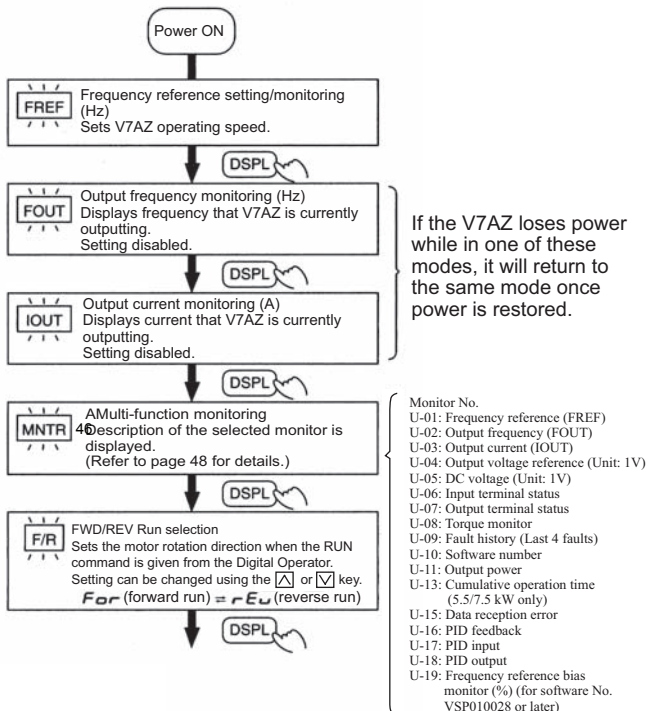 Power ON
FREF
Frequency reference setting/monitoring
(Hz)
Sets V7AZ operating speed.
DSPL
FOUT
Output frequency monitoring (Hz)
Displays frequency that V7AZ is currently
outputting.
Setting disabled.
DSPL
IOUT
Output current monitoring (A)
Displays current that V7AZ is currently
outputting.
Setting disabled.
If the V7AZ loses power
while in one of these
modes, it will return to
the same mode once
power is restored.
DSPL
MNTR
AMulti-function monitoring
Description of the selected monitor is
displayed.
(Refer to page 48 for details.)
DSPL
F/R
FWD/REV Run selection
Sets the motor rotation direction when the RUN
command is given from the Digital Operator.
Setting can be changed using the ∧ or ∨ key.
For (forward run) ⇌ rEv (reverse run)
DSPL
Monitor No.
U-01: Frequency reference (FREF)
U-02: Output frequency (FOUT)
U-03: Output current (IOUT)
U-04: Output voltage reference (Unit: 1V)
U-05: DC voltage (Unit: 1V)
U-06: Input terminal status
U-07: Output terminal status
U-08: Torque monitor
U-09: Fault history (Last 4 faults)
U-10: Software number
U-11: Output power
U-13: Cumulative operation time
(5.5/7.5 kW only)
U-15: Data reception error
U-16: PID feedback
U-17: PID input
U-18: PID output
U-19: Frequency reference bias
monitor (%) (for software No.
VSP010028 or later)